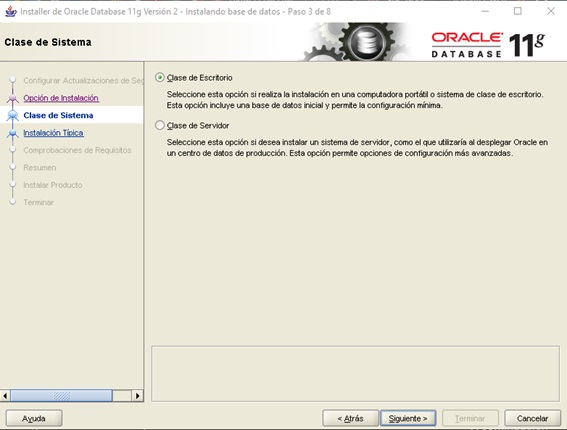 Installer de Oracle Database 11g Versión 2 - Instalando base de datos - Paso 3 de 8
Clase de Sistema
ORACLE
DATABASE 11g
Configurar Actualizaciones de Seg
Opción de Instalación
Clase de Sistema
Instalación Típica
Comprobaciones de Requisitos
Resumen
Instalar Producto
Terminar
Clase de Escritorio
Seleccione esta opción si realiza la instalación en una computadora portátil o sistema de clase de escritorio.
Esta opción incluye una base de datos inicial y permite la configuración mínima.
Clase de Servidor
Seleccione esta opción si desea instalar un sistema de servidor, como el que utilizaría al desplegar Oracle en
un centro de datos de producción. Esta opción permite opciones de configuración más avanzadas.
Ayuda
< Atrás
Siguiente >
Terminar
Cancelar